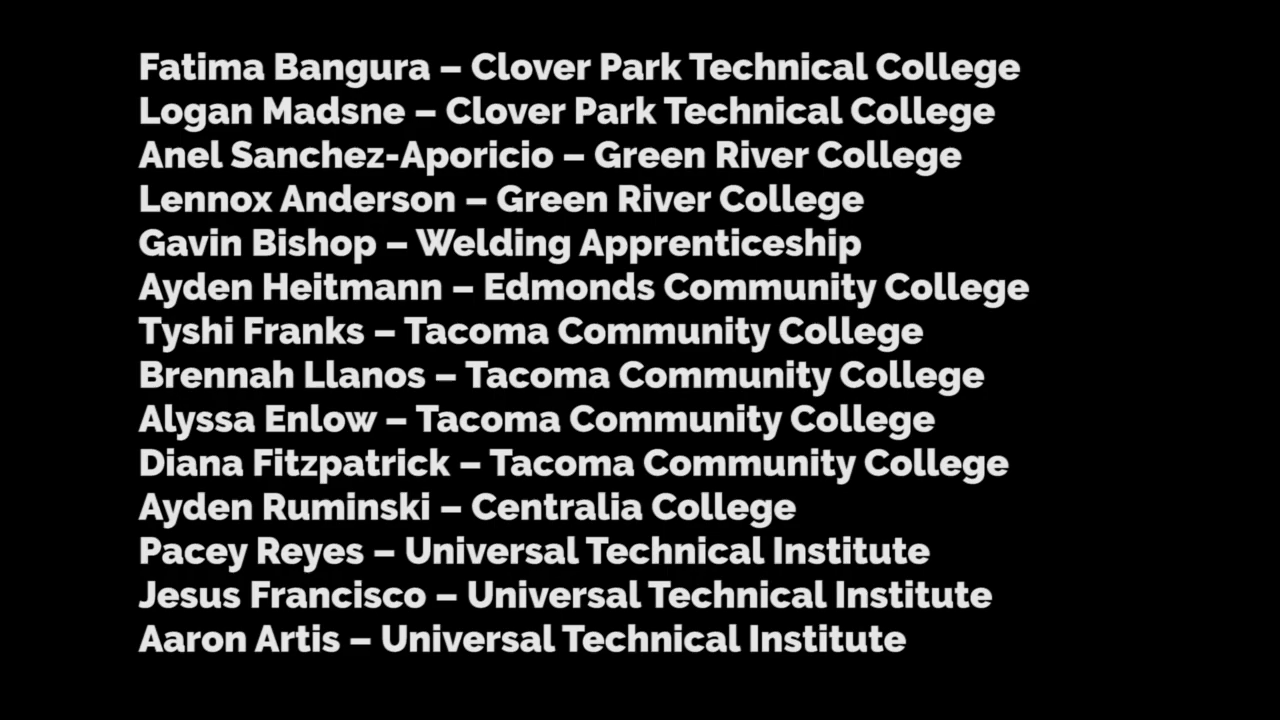 Fatima Bangura – Clover Park Technical College
Logan Madsne – Clover Park Technical College
Anel Sanchez-Aporicio – Green River College
Lennox Anderson – Green River College
Gavin Bishop – Welding Apprenticeship
Ayden Heitmann – Edmonds Community College
Tyshi Franks – Tacoma Community College
Brennah Llanos – Tacoma Community College
Alyssa Enlow – Tacoma Community College
Diana Fitzpatrick – Tacoma Community College
Ayden Ruminski – Centralia College
Pacey Reyes – Universal Technical Institute
Jesus Francisco – Universal Technical Institute
Aaron Artis – Universal Technical Institute